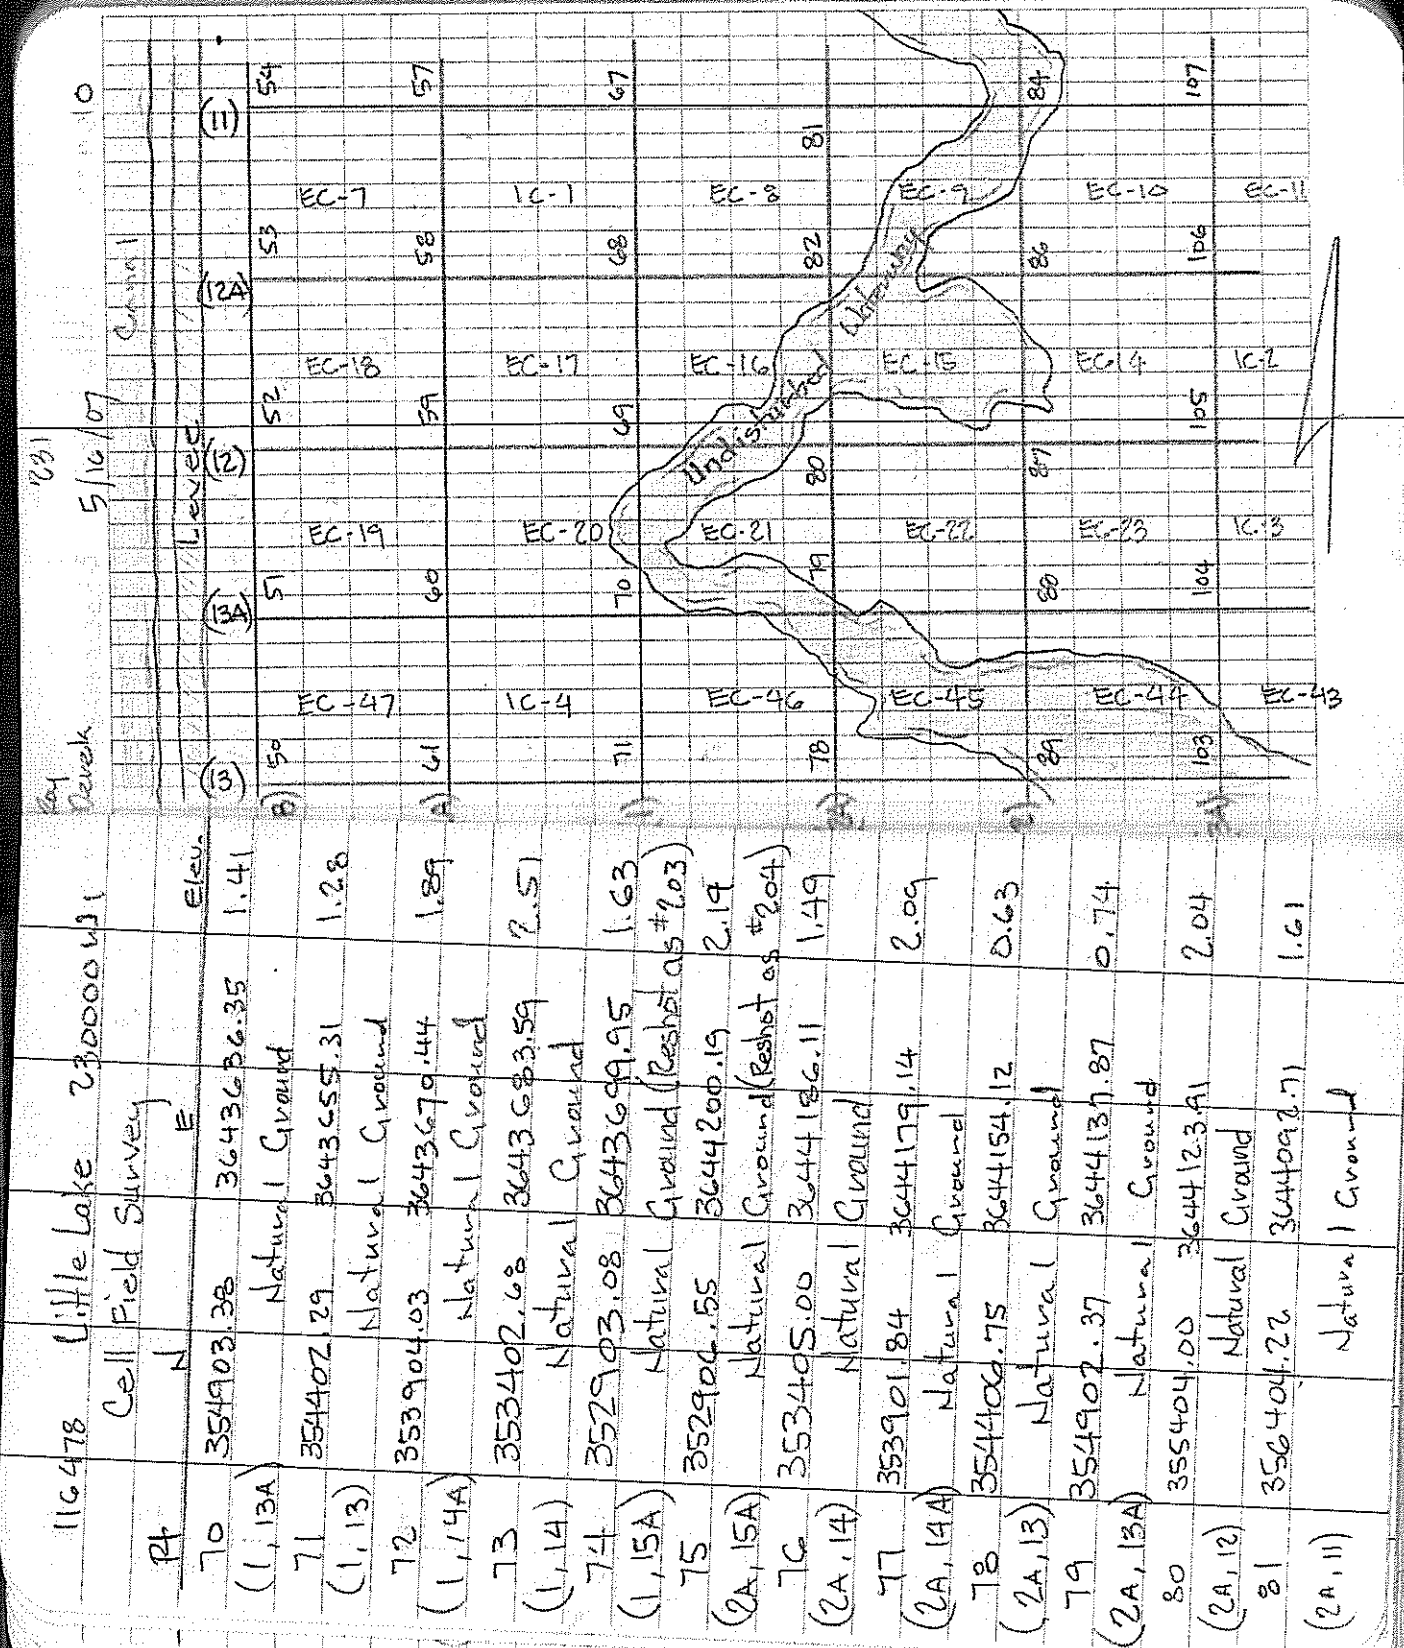 116478 Little Lake 2300000 WS1
Cell Field Survey
Pt N E Elev.
70 354903.38 3643636.35 1.41
(1, 13A) Natural Ground
71 354402.29 3643655.31 1.28
(1, 13) Natural Ground
72 353904.03 3643679.44 1.89
(1, 14A) Natural Ground
73 353402.68 3643683.59 2.51
(1, 14) Natural Ground
74 352903.08 3643699.95 1.63
(1, 15A) Natural Ground (Reshot as #203)
75 352906.55 3644200.19 2.19
(2A, 15A) Natural Ground (Reshot as #204)
76 353405.00 3644186.11 1.49
(2A, 14) Natural Ground
77 353901.84 3644179.14 2.09
(2A, 14A) Natural Ground
78 354406.75 3644154.12 0.63
(2A, 13) Natural Ground
79 354902.37 3644137.87 0.74
(2A, 13A) Natural Ground
80 355404.00 3644123.91 2.04
(2A, 12) Natural Ground
81 356404.22 3644092.71 1.61
(2A, 11) Natural Ground
Derek 5/16/07 10
Canal
Levee
(13) (13A) (12) (12A) (11)
B) 50 51 52 53 54
EC-47 EC-19 EC-18 EC-7
A) 61 60 59 58 57
IC-4 EC-20 EC-17 IC-1
1) 71 70 69 68 67
EC-46 EC-21 EC-16 EC-8
Undisturbed Waterway
2A) 78 79 80 82 81
EC-45 EC-22 EC-15 EC-9
2) 89 88 87 86 84
EC-44 EC-23 EC-14 EC-10
3A) 103 104 105 106 107
EC-43 IC-3 IC-2 EC-11